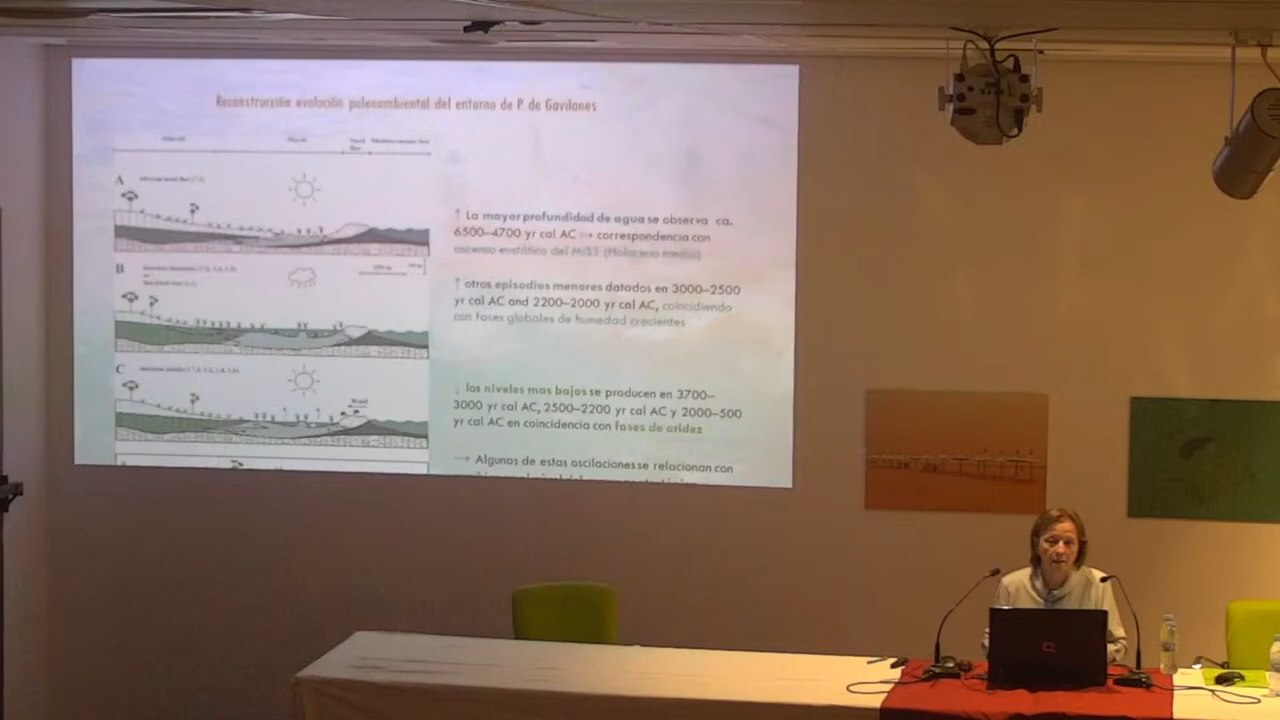 Reconstrucción evolución paleoambiental del entorno de P. de Gavilanes
Mediterranean Sea
A
B
C
Wind
↑ La mayor profundidad de agua se observa ca.
6500–4700 yr cal AC → correspondencia con
ascenso eustático del MIS1 (Holoceno medio)
↑ otros episodios menores datados en 3000–2500
yr cal AC and 2200–2000 yr cal AC, coincidiendo
con fases globales de humedad crecientes
↓ los niveles mas bajos se producen en 3700–
3000 yr cal AC, 2500–2200 yr cal AC y 2000–500
yr cal AC en coincidencia con fases de aridez
→ Algunas de estas oscilaciones se relacionan con